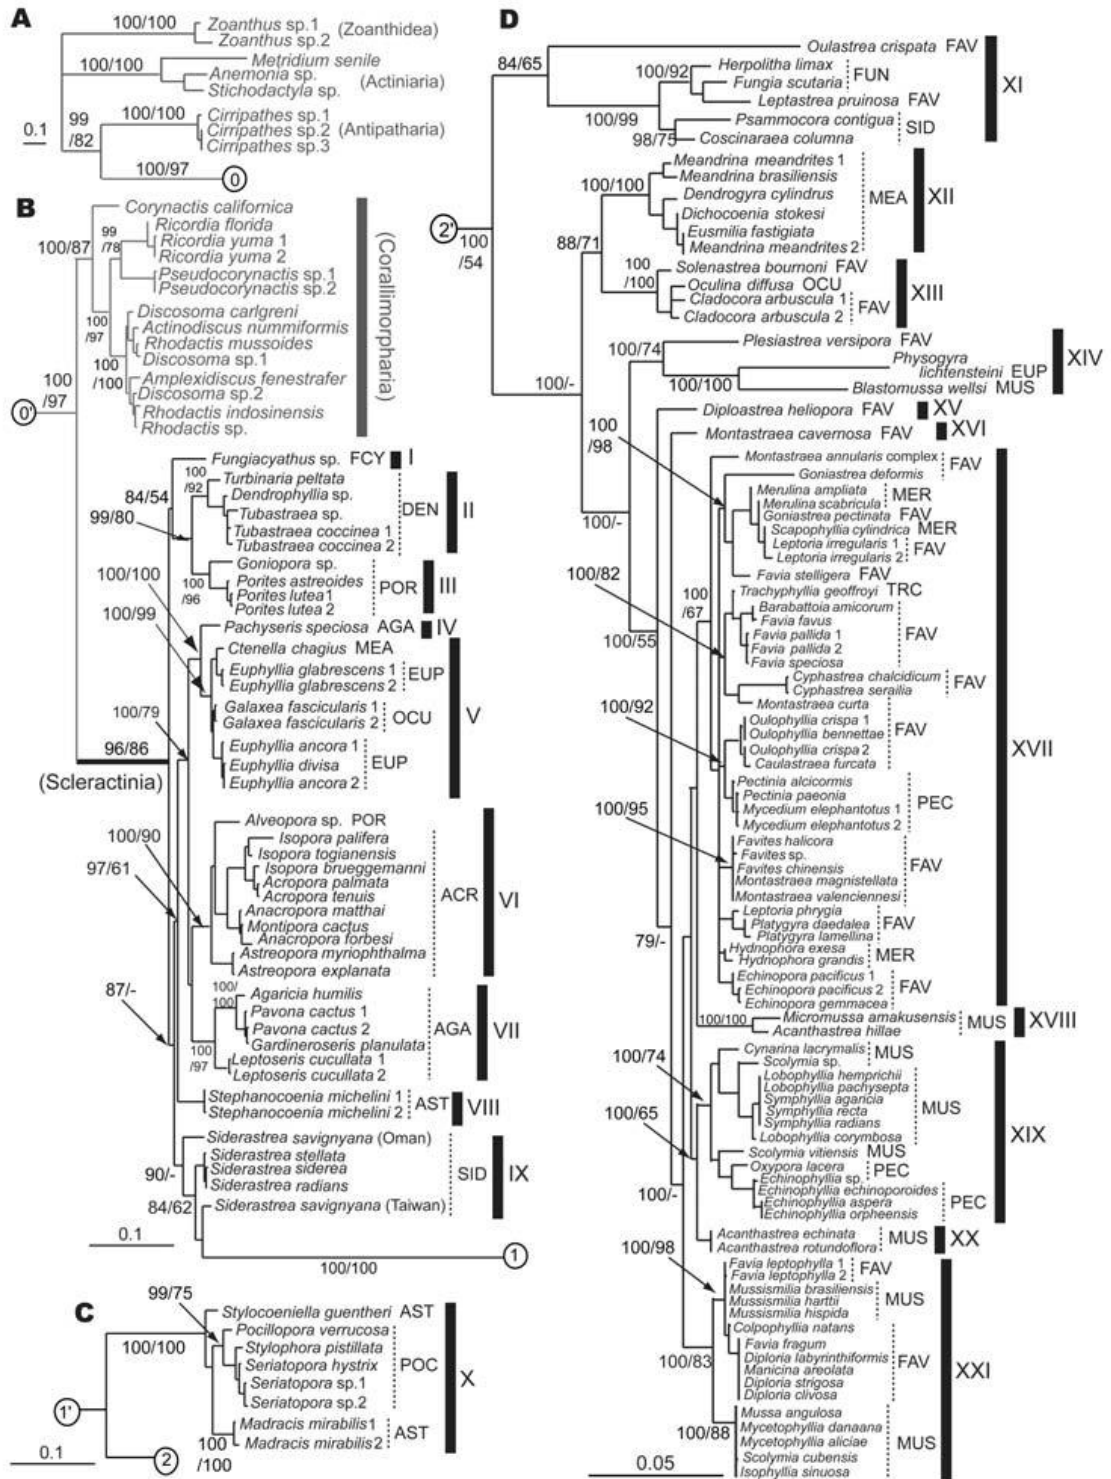 A
100/100
Zoanthus sp.1
Zoanthus sp.2
(Zoanthidea)
100/100
Metridium senile
Anemonia sp.
Stichodactyla sp.
(Actiniaria)
0.1
99
/82
100/100
Cirripathes sp.1
Cirripathes sp.2
Cirripathes sp.3
(Antipatharia)
100/97
0
B
0'
100
/97
100/87
Corynactis californica
99
/78
Ricordia florida
Ricordia yuma 1
Ricordia yuma 2
Pseudocorynactis sp.1
Pseudocorynactis sp.2
100
/97
Discosoma carlgreni
Actinodiscus nummiformis
Rhodactis mussoides
Discosoma sp.1
100
/100
Amplexidiscus fenestrafer
Discosoma sp.2
Rhodactis indosinensis
Rhodactis sp.
(Corallimorpharia)
Fungiacyathus sp. FCY I
84/54
100
/92
99/80
Turbinaria peltata
Dendrophyllia sp.
Tubastraea sp.
Tubastraea coccinea 1
Tubastraea coccinea 2
DEN II
100/100
100
/96
Goniopora sp.
Porites astreoides
Porites lutea1
Porites lutea 2
POR III
100/99
Pachyseris speciosa AGA IV
Ctenella chagius MEA
Euphyllia glabrescens 1
Euphyllia glabrescens 2
EUP
Galaxea fascicularis 1
Galaxea fascicularis 2
OCU
V
100/79
Euphyllia ancora 1
Euphyllia divisa
Euphyllia ancora 2
EUP
96/86
(Scleractinia)
100/90
97/61
Alveopora sp. POR
Isopora palifera
Isopora togianensis
Isopora brueggemanni
Acropora palmata
Acropora tenuis
Anacropora matthai
Montipora cactus
Anacropora forbesi
Astreopora myriophthalma
Astreopora explanata
ACR
VI
87/-
100/
100
Agaricia humilis
Pavona cactus 1
Pavona cactus 2
Gardineroseris planulata
100
/97
Leptoseris cucullata 1
Leptoseris cucullata 2
AGA
VII
Stephanocoenia michelini 1
Stephanocoenia michelini 2
AST VIII
90/-
Siderastrea savignyana (Oman)
Siderastrea stellata
Siderastrea siderea
Siderastrea radians
84/62
Siderastrea savignyana (Taiwan)
SID IX
0.1
100/100
1
C
99/75
100/100
Stylocoeniella guentheri AST
Pocillopora verrucosa
Stylophora pistillata
Seriatopora hystrix
Seriatopora sp.1
Seriatopora sp.2
POC
X
1'
Madracis mirabilis1
Madracis mirabilis2
AST
100
/100
0.1
2
D
2'
100
/54
84/65
Oulastrea crispata FAV
100/92
Herpolitha limax
Fungia scutaria
FUN
Leptastrea pruinosa FAV
100/99
98/75
Psammocora contigua
Coscinaraea columna
SID
XI
100/100
Meandrina meandrites 1
Meandrina brasiliensis
Dendrogyra cylindrus
Dichocoenia stokesi
Eusmilia fastigiata
Meandrina meandrites 2
MEA XII
88/71
100
/100
Solenastrea bournoni FAV
Oculina diffusa OCU
Cladocora arbuscula 1
Cladocora arbuscula 2
FAV
XIII
100/-
100/74
Plesiastrea versipora FAV
Physogyra
lichtensteini EUP
100/100
Blastomussa wellsi MUS
XIV
100
/98
Diploastrea heliopora FAV XV
Montastraea cavernosa FAV XVI
100/-
Montastraea annularis complex
Goniastrea deformis
FAV
Merulina ampliata
Merulina scabricula
MER
Goniastrea pectinata FAV
Scapophyllia cylindrica MER
Leptoria irregularis 1
Leptoria irregularis 2
FAV
Favia stelligera FAV
100/82
100
/67
100/55
Trachyphyllia geoffroyi TRC
Barabattoia amicorum
Favia favus
Favia pallida 1
Favia pallida 2
Favia speciosa
FAV
Cyphastrea chalcidicum
Cyphastrea serailia
FAV
Montastraea curta
100/92
Oulophyllia crispa 1
Oulophyllia bennettae
Oulophyllia crispa 2
Caulastraea furcata
FAV
XVII
Pectinia alcicormis
Pectinia paeonia
Mycedium elephantotus 1
Mycedium elephantotus 2
PEC
100/95
Favites halicora
Favites sp.
Favites chinensis
Montastraea magnistellata
Montastraea valenciennesi
FAV
Leptoria phrygia
Platygyra daedalea
Platygyra lamellina
FAV
79/-
Hydnophora exesa
Hydnophora grandis
MER
Echinopora pacificus 1
Echinopora pacificus 2
Echinopora gemmacea
FAV
100/100
Micromussa amakusensis
Acanthastrea hillae
MUS XVIII
100/74
Cynarina lacrymalis
Scolymia sp.
MUS
Lobophyllia hemprichii
Lobophyllia pachysepta
Symphyllia agaricia
Symphyllia recta
Symphyllia radians
Lobophyllia corymbosa
MUS
100/65
Scolymia vitiensis MUS
Oxypora lacera
Echinophyllia sp.
PEC
Echinophyllia echinoporoides
Echinophyllia aspera
Echinophyllia orpheensis
PEC
XIX
100/-
Acanthastrea echinata
Acanthastrea rotundoflora
MUS XX
100/98
Favia leptophylla 1
Favia leptophylla 2
FAV
Mussismilia brasiliensis
Mussismilia harttii
Mussismilia hispida
MUS
Colpophyllia natans
Favia fragum
Diploria labyrinthiformis
Manicina areolata
Diploria strigosa
Diploria clivosa
FAV
100/83
XXI
100/88
Mussa angulosa
Mycetophyllia danaana
Mycetophyllia aliciae
Scolymia cubensis
Isophyllia sinuosa
MUS
0.05